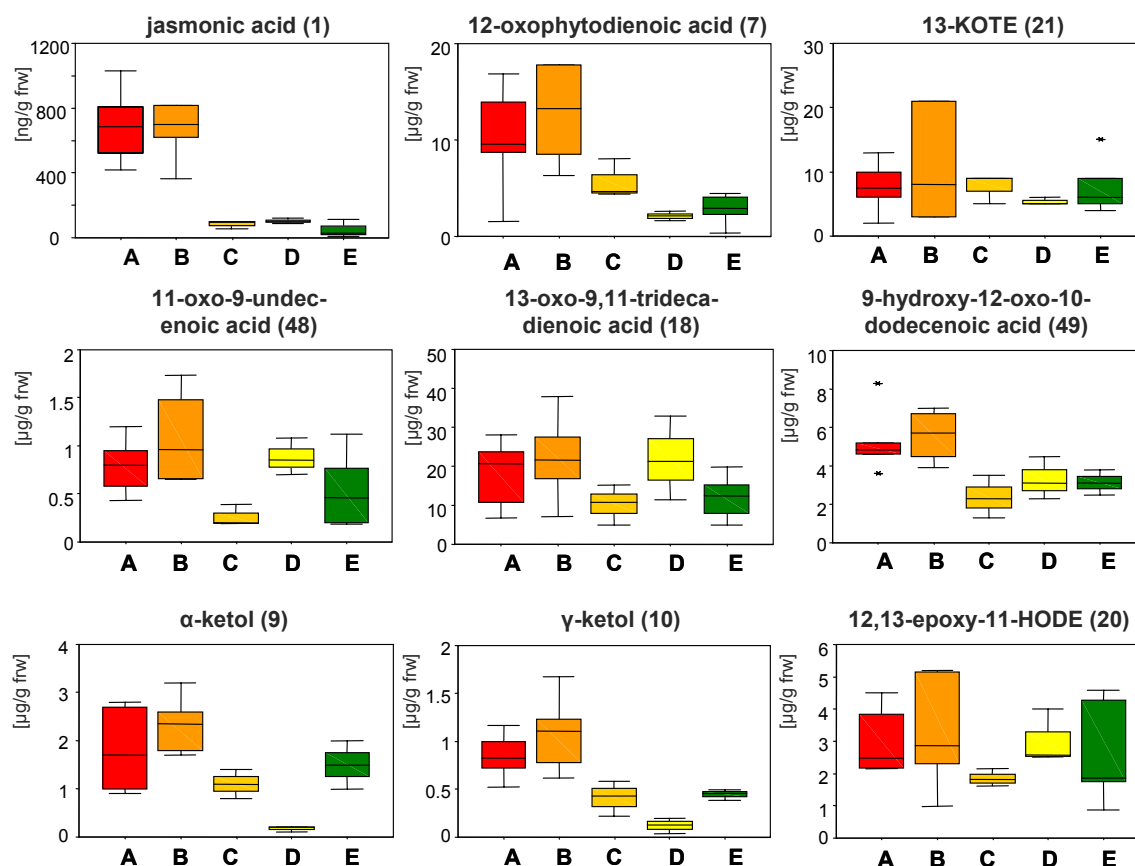 jasmonic acid (1)
[ng/g frw]
1200
800
400
0
A B C D E
12-oxophytodienoic acid (7)
[µg/g frw]
20
10
0
A B C D E
13-KOTE (21)
[µg/g frw]
30
20
10
0
A B C D E
11-oxo-9-undec-
enoic acid (48)
[µg/g frw]
2
1.5
1
0.5
0
A B C D E
13-oxo-9,11-trideca-
dienoic acid (18)
[µg/g frw]
50
40
30
20
10
0
A B C D E
9-hydroxy-12-oxo-10-
dodecenoic acid (49)
[µg/g frw]
10
8
6
4
2
0
A B C D E
α-ketol (9)
[µg/g frw]
4
3
2
1
0
A B C D E
γ-ketol (10)
[µg/g frw]
2
1.5
1
0.5
0
A B C D E
12,13-epoxy-11-HODE (20)
[µg/g frw]
6
5
4
3
2
1
0
A B C D E